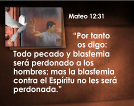 Mateo 12:31
“Por tanto
os digo:
Todo pecado y blasfemia
será perdonado a los
hombres; mas la blasfemia
contra el Espíritu no les será
perdonada.”